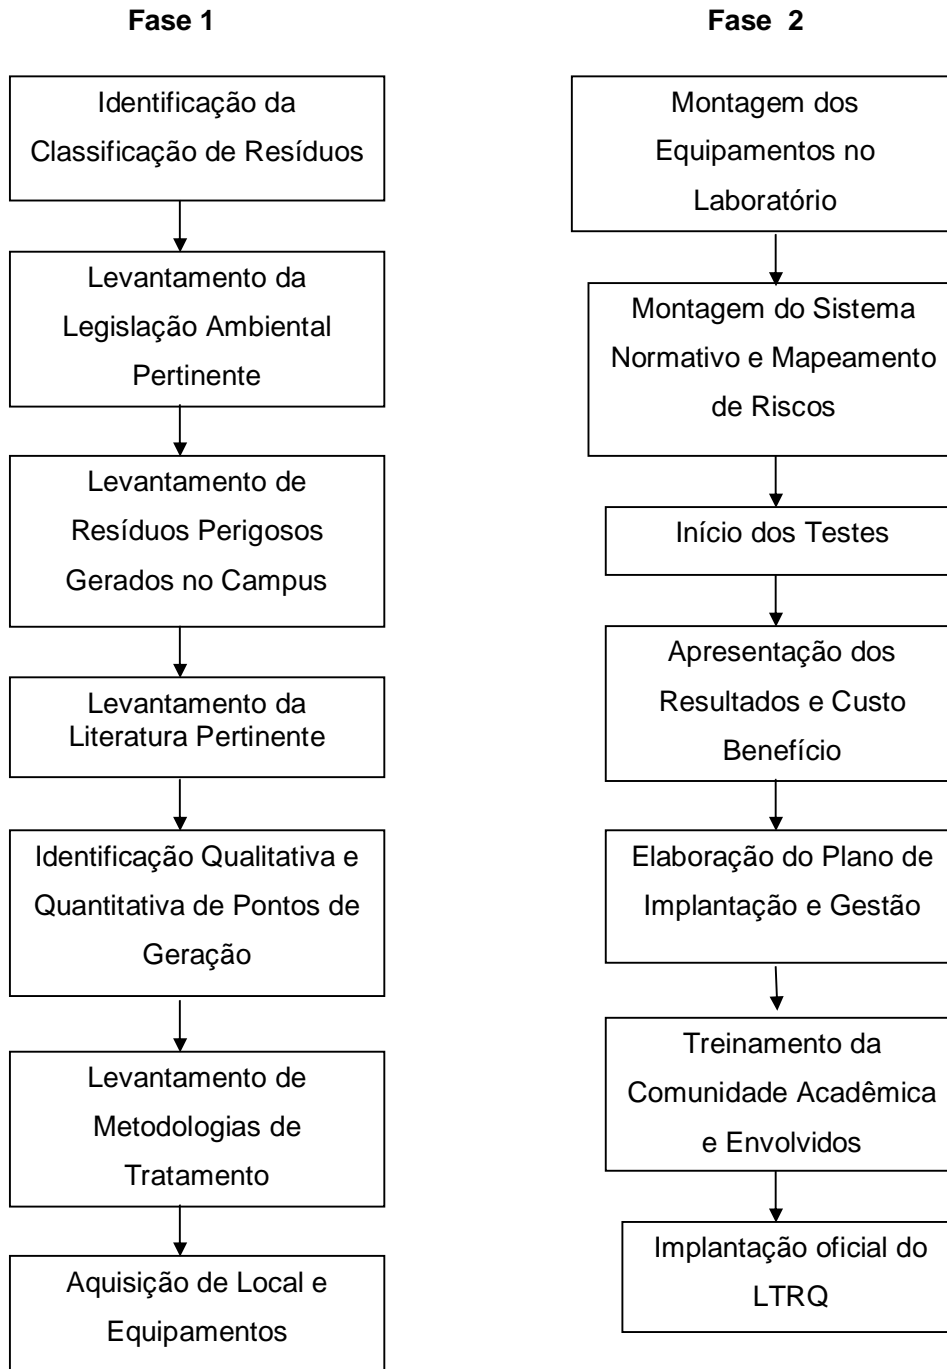 Fase 1
Identificação da
Classificação de Resíduos
Levantamento da
Legislação Ambiental
Pertinente
Levantamento de
Resíduos Perigosos
Gerados no Campus
Levantamento da
Literatura Pertinente
Identificação Qualitativa e
Quantitativa de Pontos de
Geração
Levantamento de
Metodologias de
Tratamento
Aquisição de Local e
Equipamentos
Fase 2
Montagem dos
Equipamentos no
Laboratório
Montagem do Sistema
Normativo e Mapeamento
de Riscos
Início dos Testes
Apresentação dos
Resultados e Custo
Benefício
Elaboração do Plano de
Implantação e Gestão
Treinamento da
Comunidade Acadêmica
e Envolvidos
Implantação oficial do
LTRQ